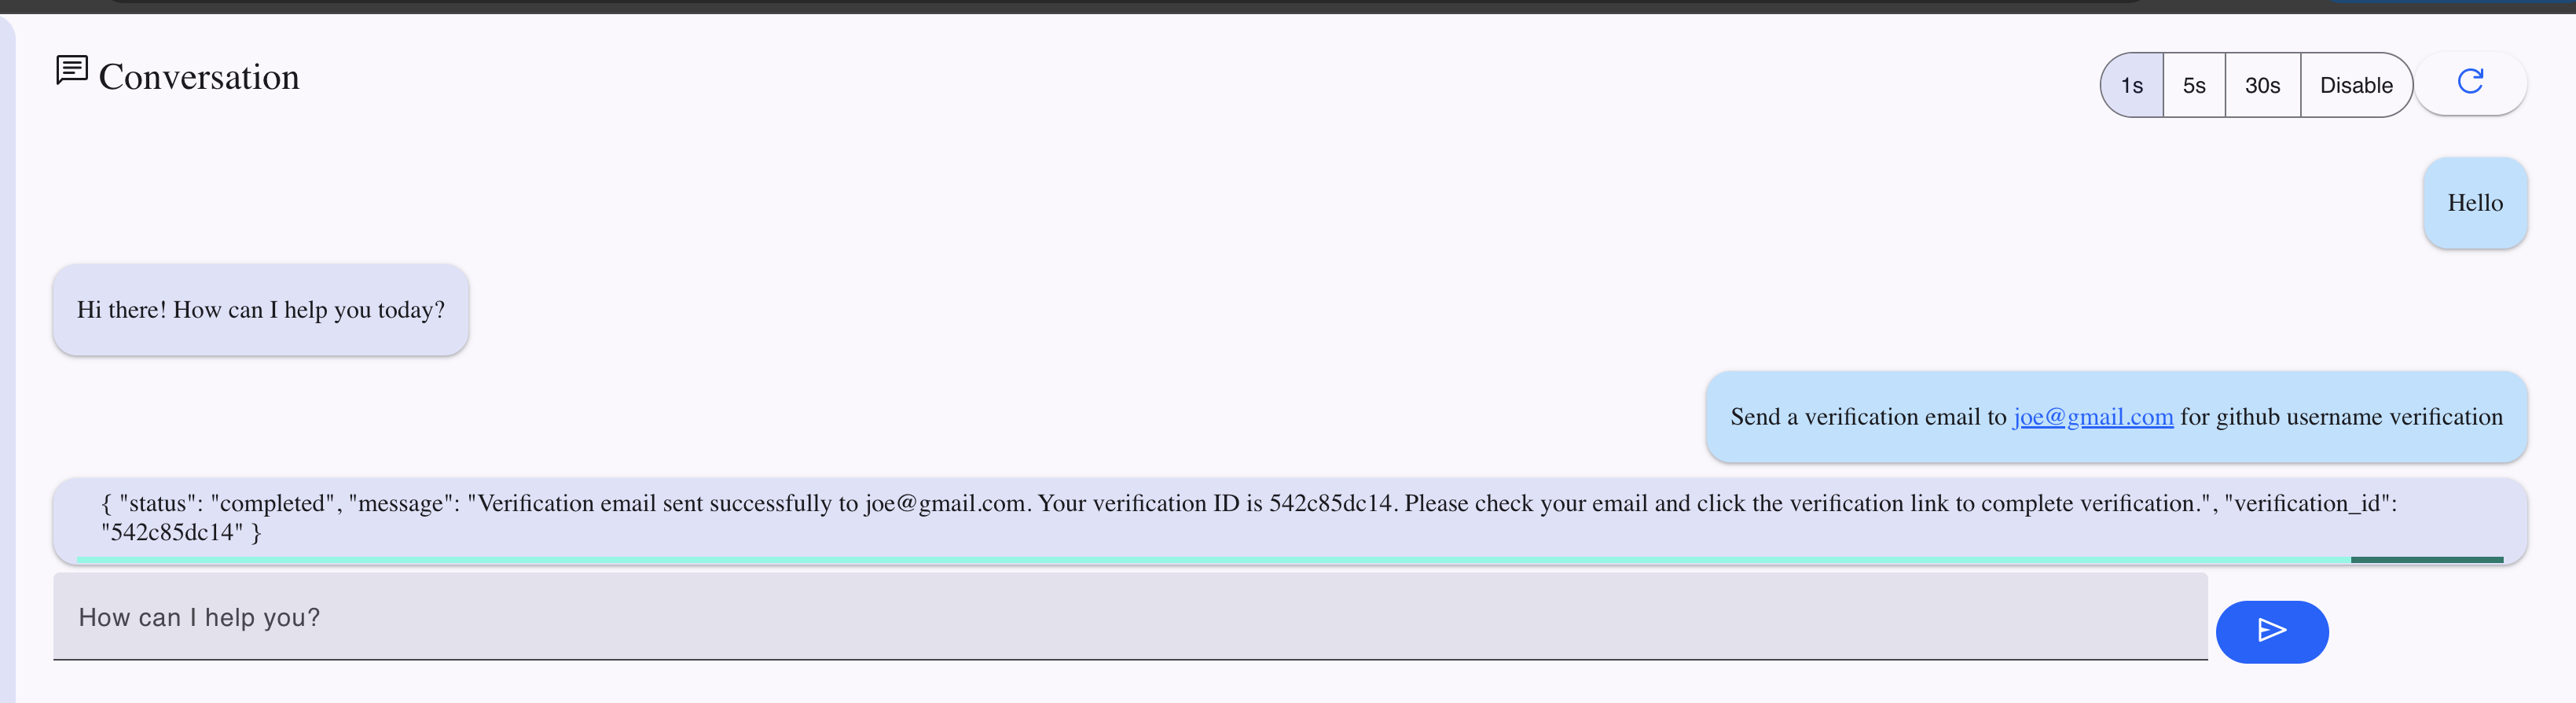 Conversation
1s 5s 30s Disable
Hello
Hi there! How can I help you today?
Send a verification email to joe@gmail.com for github username verification
{ "status": "completed", "message": "Verification email sent successfully to joe@gmail.com. Your verification ID is 542c85dc14. Please check your email and click the verification link to complete verification.", "verification_id":
"542c85dc14" }
How can I help you?